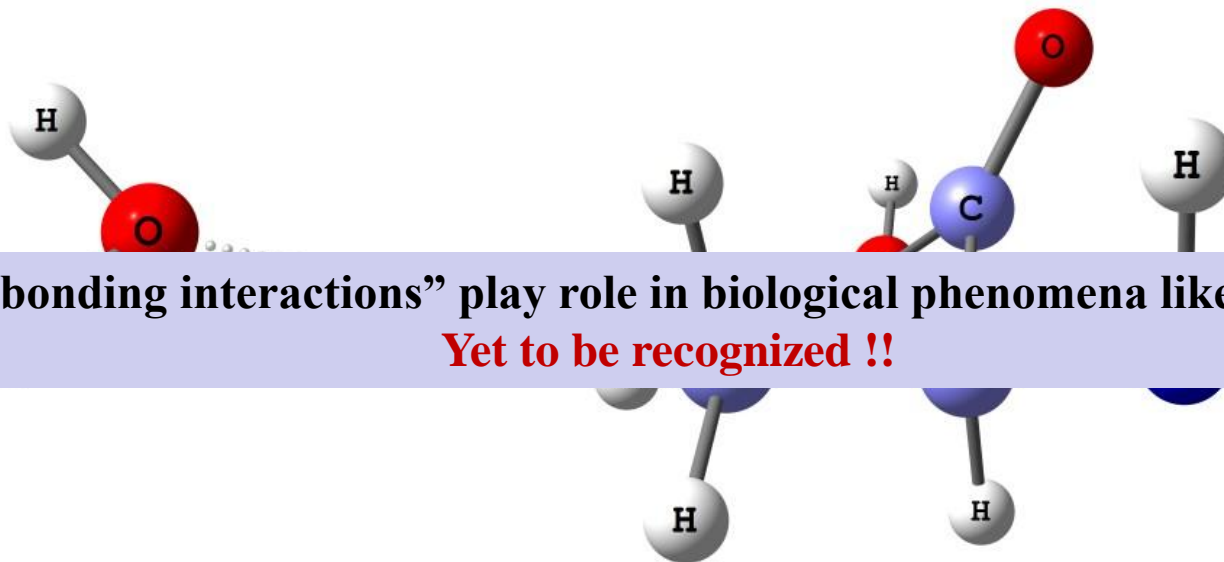 O
H
H
H
H
C
O
bonding interactions” play role in biological phenomena like
Yet to be recognized !!
H
H